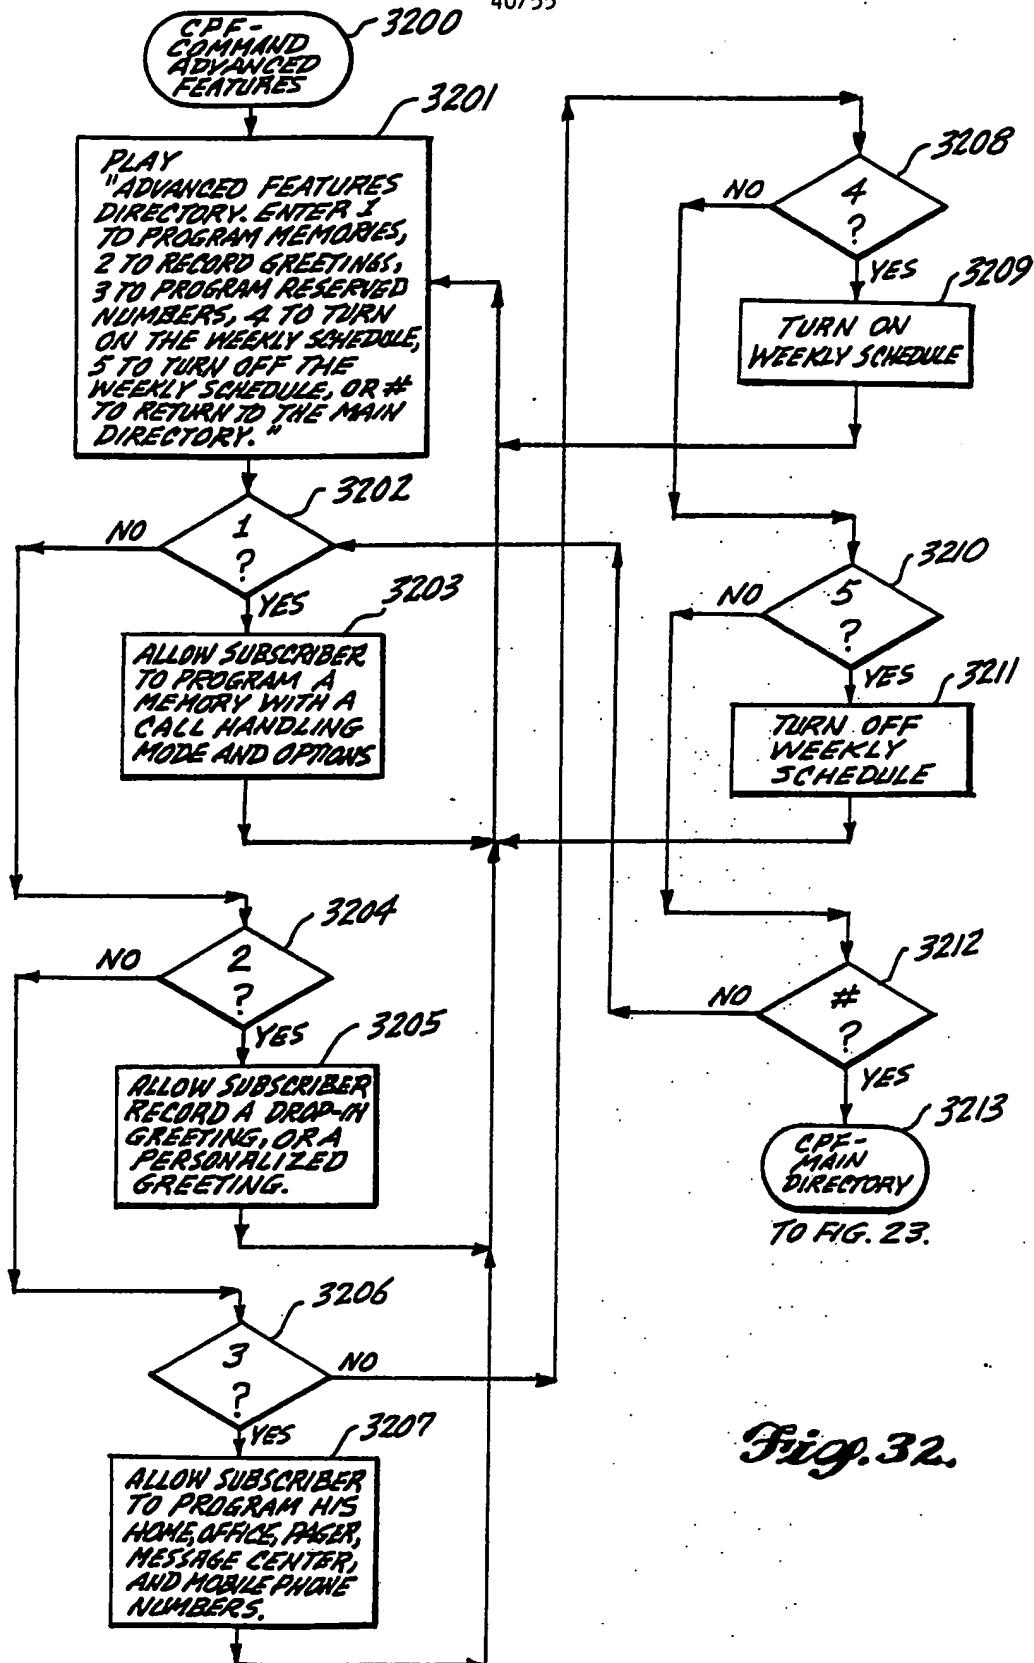 40/55
CPF-
COMMAND
ADVANCED
FEATURES
3200
3201
PLAY
"ADVANCED FEATURES
DIRECTORY. ENTER 1
TO PROGRAM MEMORIES,
2 TO RECORD GREETINGS,
3 TO PROGRAM RESERVED
NUMBERS, 4 TO TURN
ON THE WEEKLY SCHEDULE,
5 TO TURN OFF THE
WEEKLY SCHEDULE, OR #
TO RETURN TO THE MAIN
DIRECTORY."
3202
NO
1
?
YES
3203
ALLOW SUBSCRIBER
TO PROGRAM A
MEMORY WITH A
CALL HANDLING
MODE AND OPTIONS
3204
NO
2
?
YES
3205
ALLOW SUBSCRIBER
RECORD A DROP-IN
GREETING, OR A
PERSONALIZED
GREETING.
3206
3
?
NO
YES
3207
ALLOW SUBSCRIBER
TO PROGRAM HIS
HOME, OFFICE, PAGER,
MESSAGE CENTER,
AND MOBILE PHONE
NUMBERS.
3208
NO
4
?
YES
3209
TURN ON
WEEKLY SCHEDULE
3210
NO
5
?
YES
3211
TURN OFF
WEEKLY
SCHEDULE
3212
NO
#
?
YES
3213
CPF-
MAIN
DIRECTORY
TO FIG. 23.
Fig. 32.